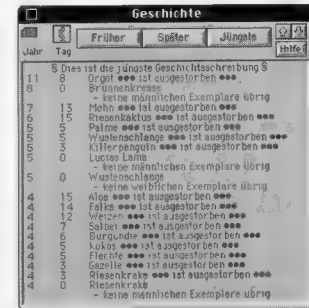 Geschichte
Früher Später Jüngste
Hilfe
Jahr Tag
§ Dies ist die jüngste Geschichtsschreibung §
11 8 Orgot ●●● ist ausgestorben ●●●
8 0 Brunnenkresse
- keine männlichen Exemplare übrig
7 13 Mohn ●●● ist ausgestorben ●●●
6 15 Riesenkaktus ●●● ist ausgestorben ●●●
5 5 Palme ●●● ist ausgestorben ●●●
5 5 Wüstenschlange ●●● ist ausgestorben ●●●
5 3 Killerpenguin ●●● ist ausgestorben ●●●
5 0 Lucias Lama
- keine männlichen Exemplare übrig
5 0 Wüstenschlange
- keine weiblichen Exemplare übrig
4 15 Aloe ●●● ist ausgestorben ●●●
4 14 Falke ●●● ist ausgestorben ●●●
4 12 Weizen ●●● ist ausgestorben ●●●
4 7 Salbei ●●● ist ausgestorben ●●●
4 6 Burgundie ●●● ist ausgestorben ●●●
4 5 Kokos ●●● ist ausgestorben ●●●
4 5 Flechte ●●● ist ausgestorben ●●●
4 3 Gazelle ●●● ist ausgestorben ●●●
4 3 Riesenkrake ●●● ist ausgestorben ●●●
4 0 Riesenkrake
- keine männlichen Exemplare übrig